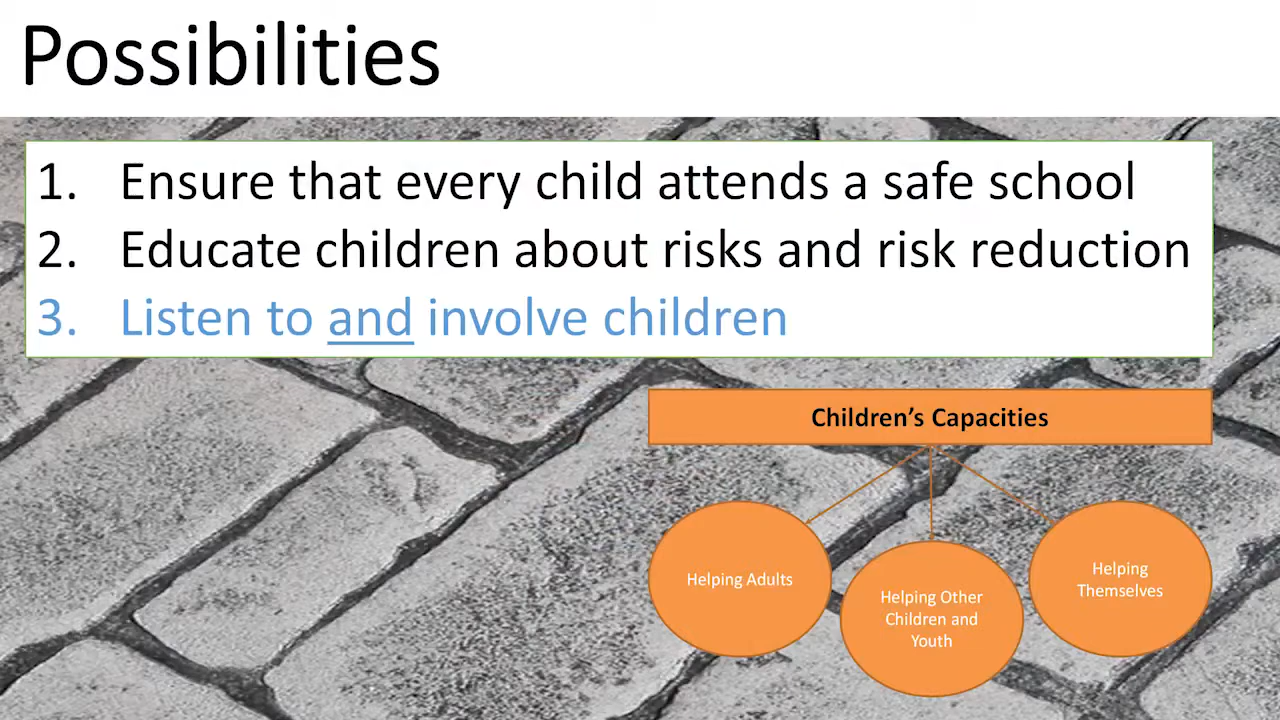 Possibilities
1. Ensure that every child attends a safe school
2. Educate children about risks and risk reduction
3. Listen to and involve children
Children’s Capacities
Helping Adults
Helping Other
Children and
Youth
Helping
Themselves